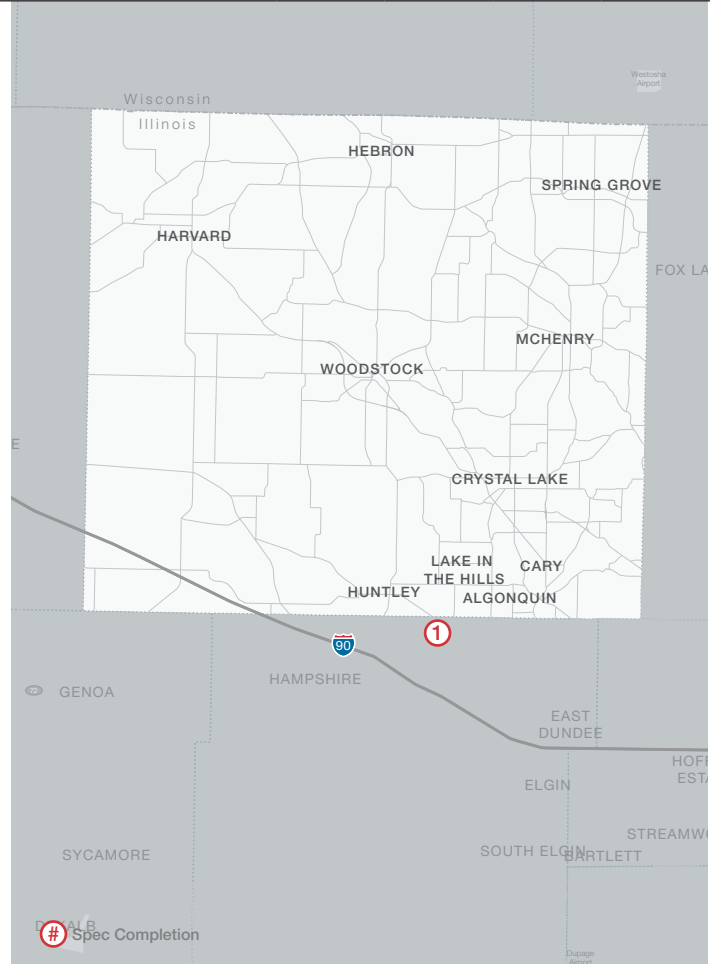 Westosha
Airport
Wisconsin
Illinois
HEBRON
SPRING GROVE
HARVARD
FOX LA
MCHENRY
WOODSTOCK
E
CRYSTAL LAKE
LAKE IN
THE HILLS
CARY
HUNTLEY
ALGONQUIN
1
90
HAMPSHIRE
72
GENOA
EAST
DUNDEE
HOFF
ESTA
ELGIN
STREAMWO
SOUTH ELGIN
BARTLETT
SYCAMORE
DEKALB
# Spec Completion
Dupage
Airport